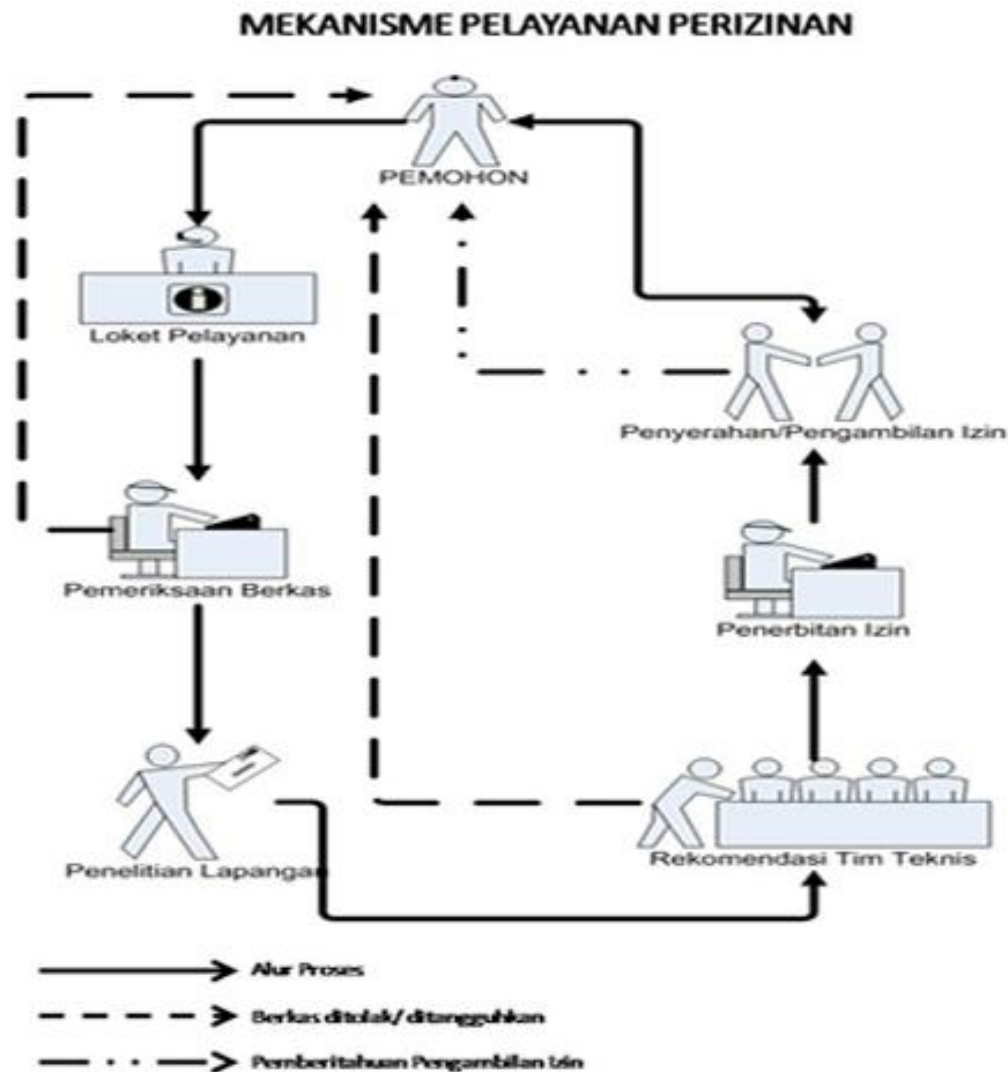 MEKANISME PELAYANAN PERIZINAN
PEMOHON
Loket Pelayanan
Penyerahan/Pengambilan Izin
Pemeriksaan Berkas
Penerbitan Izin
Penelitian Lapangan
Rekomendasi Tim Teknis
Alur Proses
Berkas ditolak/ ditangguhkan
Pemberitahuan Pengambilan Izin